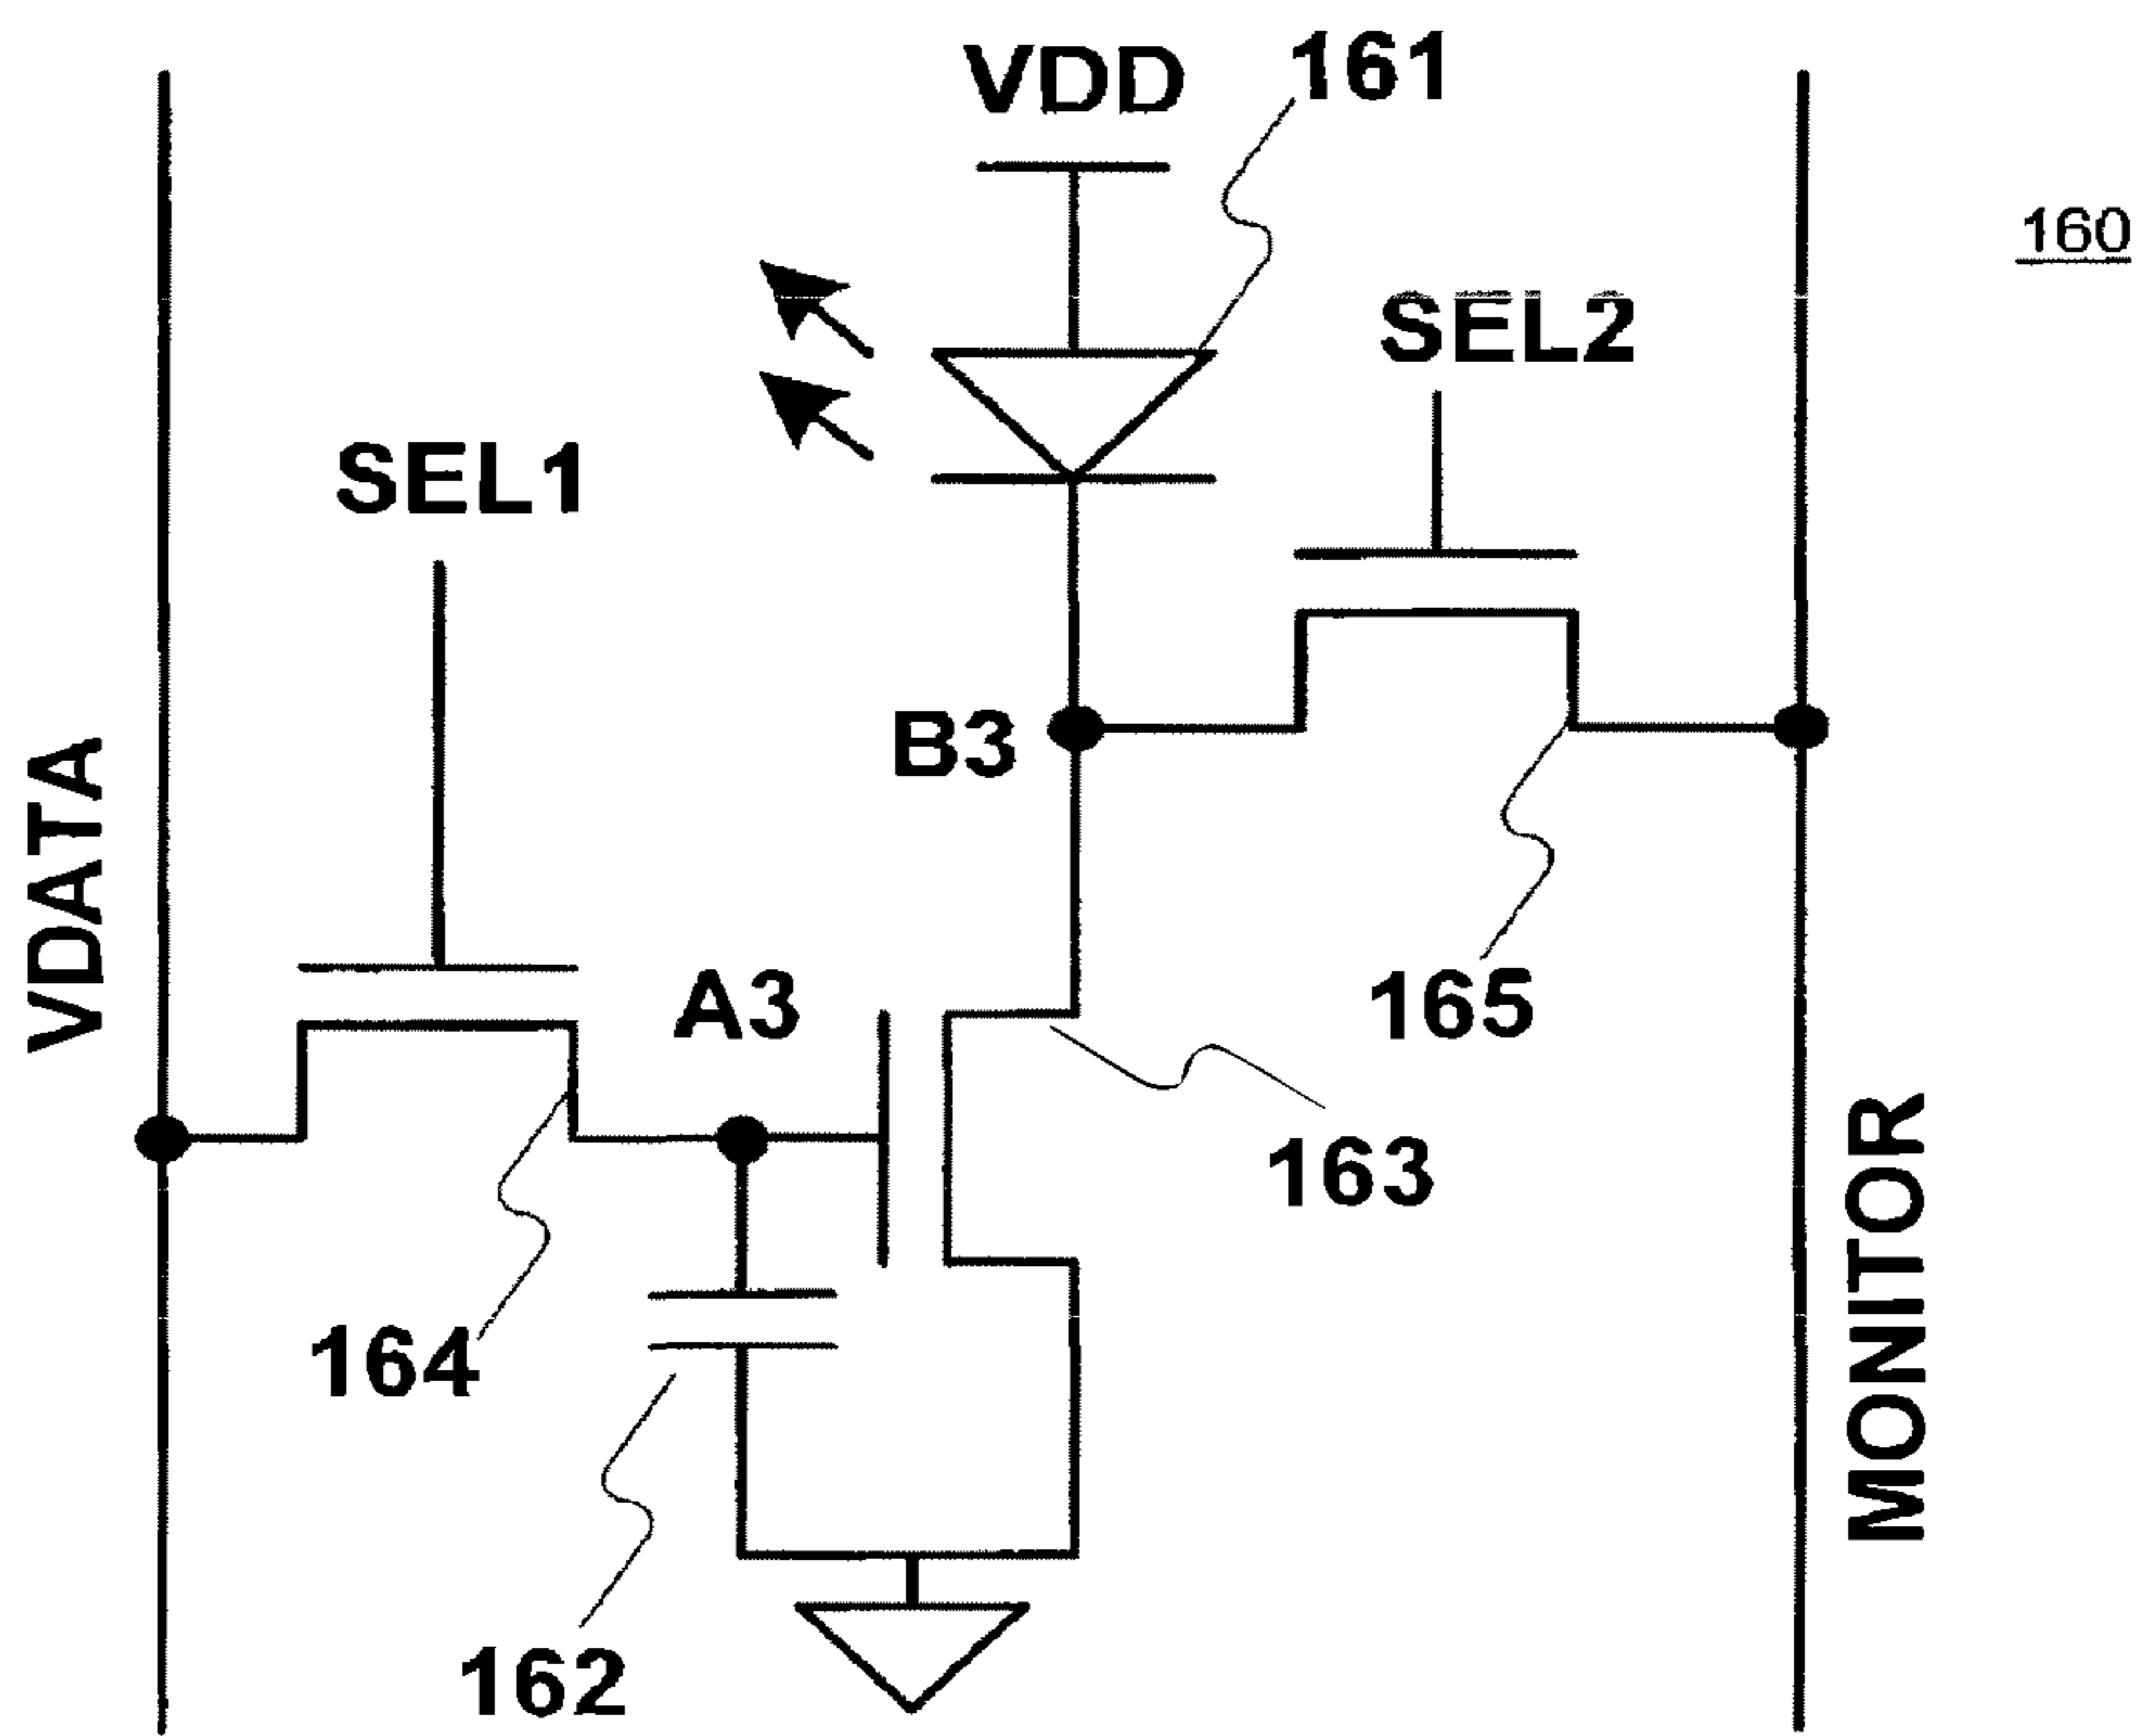 VDD
161
160
SEL2
SEL1
B3
VDATA
A3
165
163
MONITOR
164
162